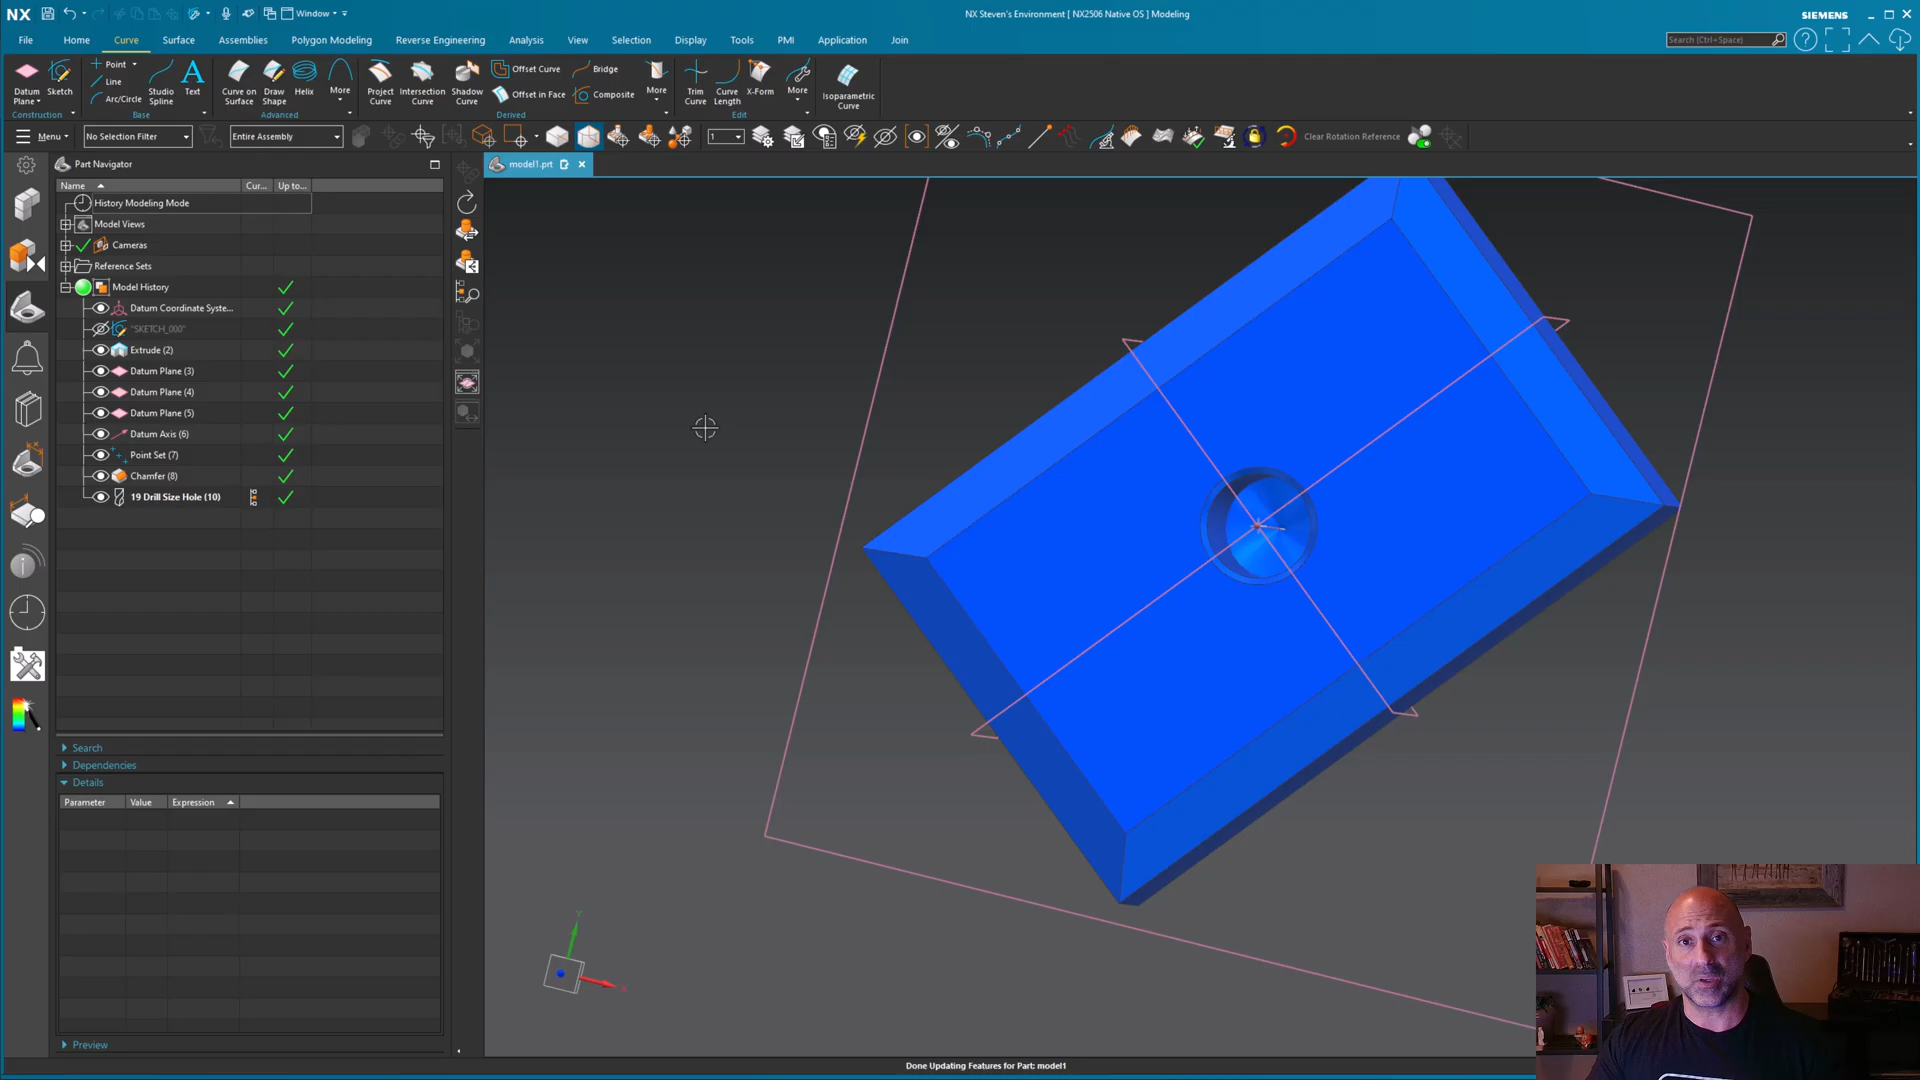 NX Window NX Steven's Environment [ NX2506 Native OS ] Modeling SIEMENS
File Home Curve Surface Assemblies Polygon Modeling Reverse Engineering Analysis View Selection Display Tools PMI Application Join Search (Ctrl+Space)
Datum Plane Sketch Point Line Arc/Circle Studio Spline Text Curve on Surface Draw Shape Helix More Project Curve Intersection Curve Shadow Curve Offset Curve Offset in Face Bridge Composite More Trim Curve Curve Length X-Form More Isoparametric Curve
Construction Base Advanced Derived Edit
Menu No Selection Filter Entire Assembly 1 Clear Rotation Reference
Part Navigator model1.prt
Name Cur... Up to...
History Modeling Mode
Model Views
Cameras
Reference Sets
Model History
Datum Coordinate Syste...
"SKETCH_000"
Extrude (2)
Datum Plane (3)
Datum Plane (4)
Datum Plane (5)
Datum Axis (6)
Point Set (7)
Chamfer (8)
19 Drill Size Hole (10)
Search
Dependencies
Details
Parameter Value Expression
Preview
Y
X
Done Updating Features for Part: model1